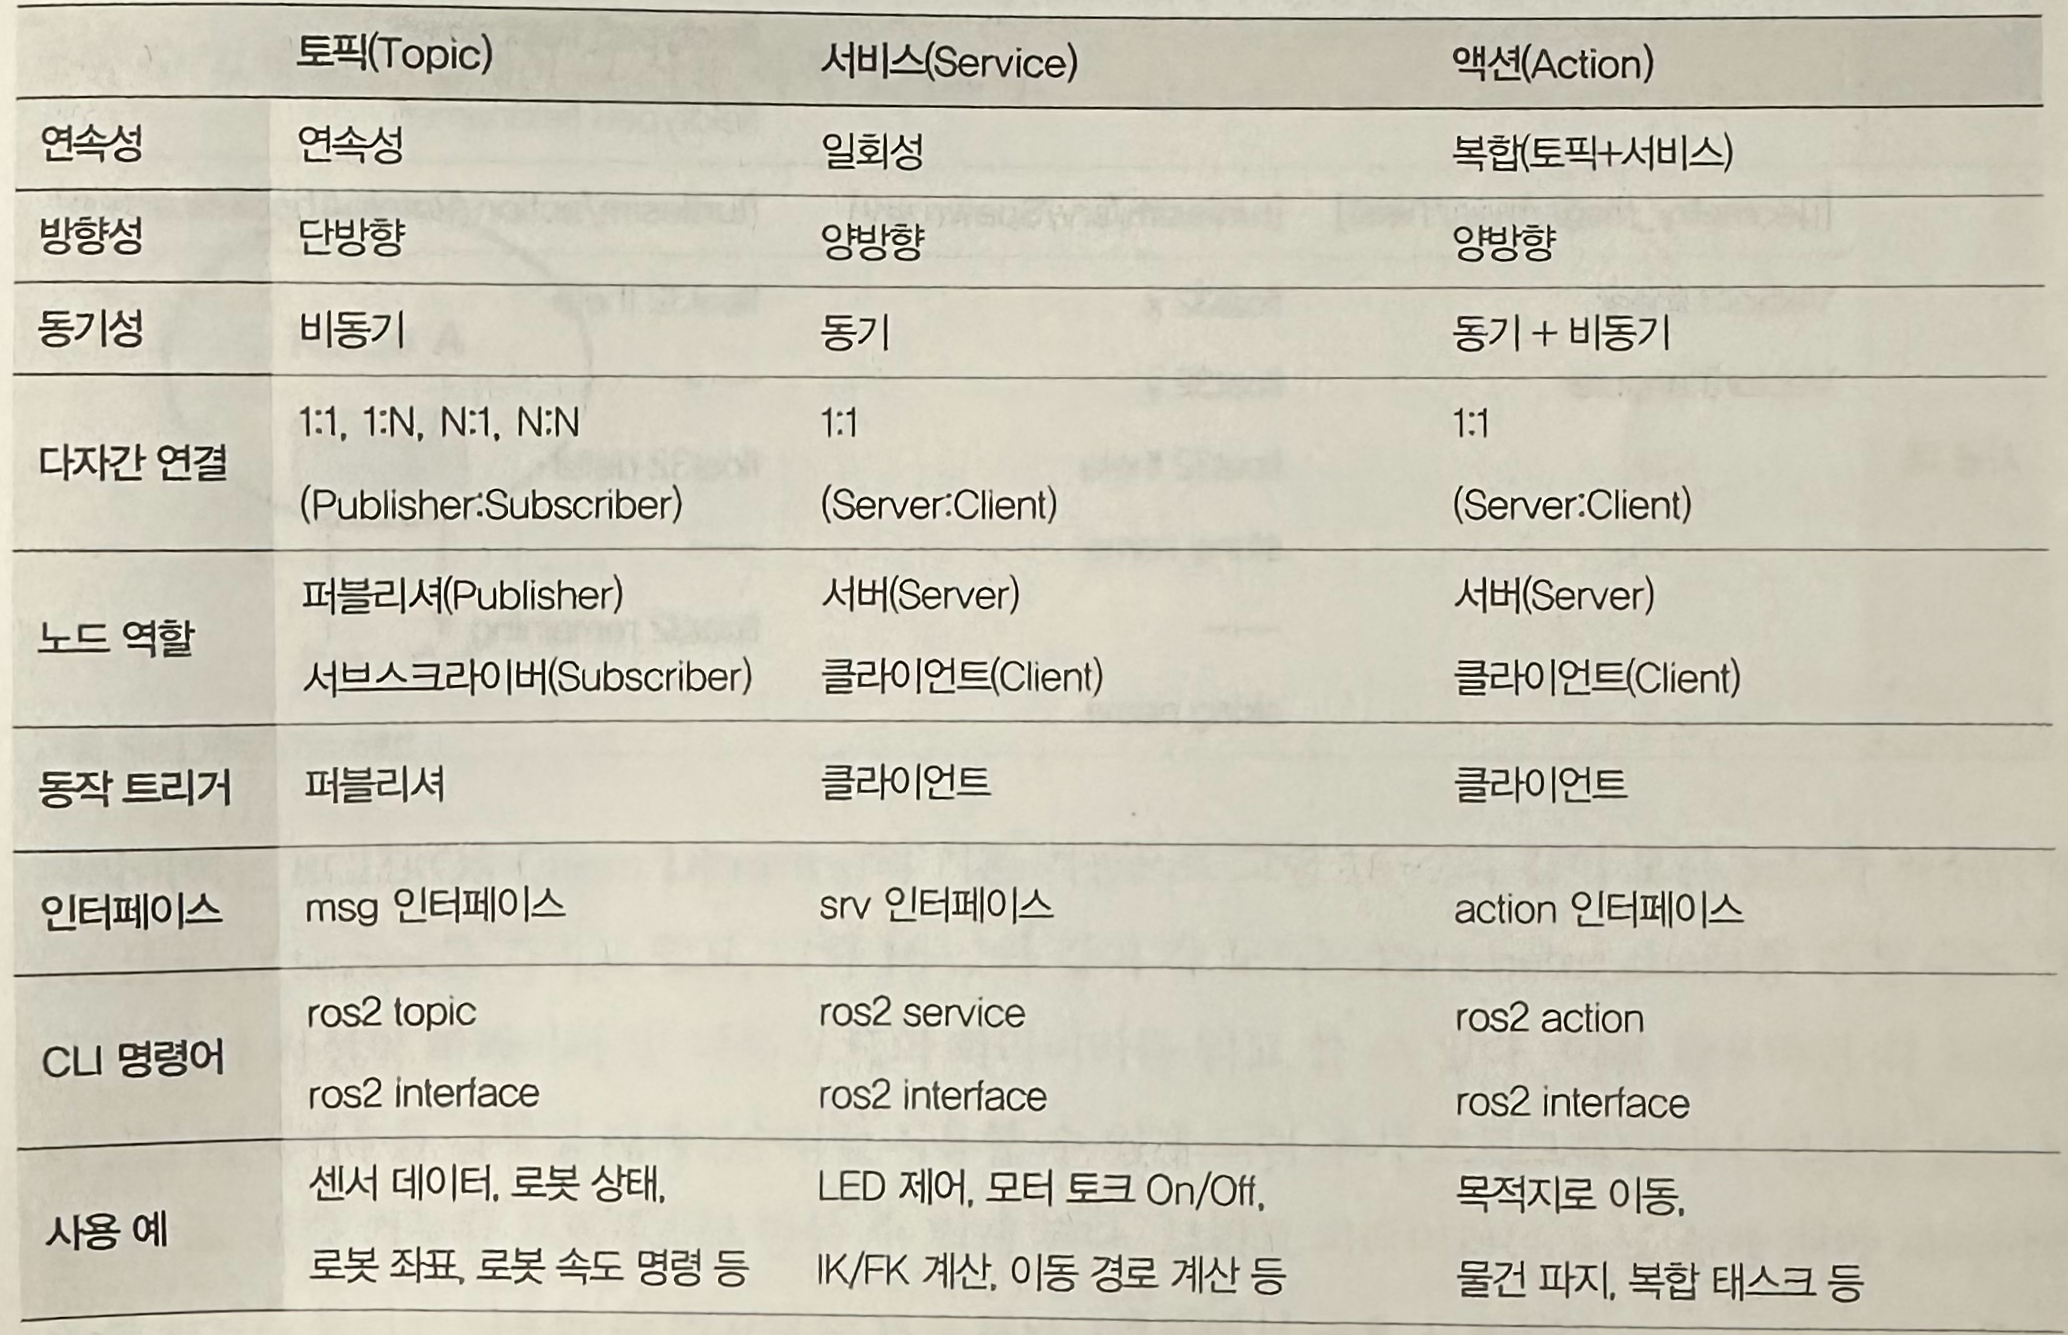 토픽(Topic) 서비스(Service) 액션(Action)
연속성 연속성 일회성 복합(토픽+서비스)
방향성 단방향 양방향 양방향
동기성 비동기 동기 동기 + 비동기
다자간 연결 1:1, 1:N, N:1, N:N 1:1 1:1
(Publisher:Subscriber) (Server:Client) (Server:Client)
노드 역할 퍼블리셔(Publisher) 서버(Server) 서버(Server)
서브스크라이버(Subscriber) 클라이언트(Client) 클라이언트(Client)
동작 트리거 퍼블리셔 클라이언트 클라이언트
인터페이스 msg 인터페이스 srv 인터페이스 action 인터페이스
CLI 명령어 ros2 topic ros2 service ros2 action
ros2 interface ros2 interface ros2 interface
사용 예 센서 데이터, 로봇 상태, LED 제어, 모터 토크 On/Off, 목적지로 이동,
로봇 좌표, 로봇 속도 명령 등 IK/FK 계산, 이동 경로 계산 등 물건 파지, 복합 태스크 등